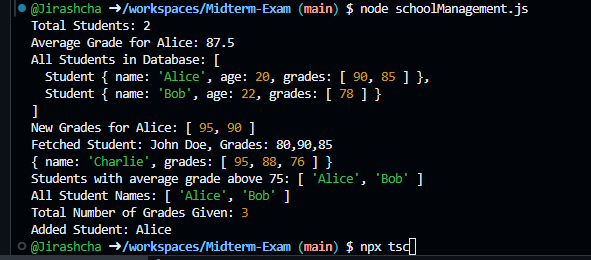 @Jirashcha ➜/workspaces/Midterm-Exam (main) $ node schoolManagement.js
Total Students: 2
Average Grade for Alice: 87.5
All Students in Database: [
  Student { name: 'Alice', age: 20, grades: [ 90, 85 ] },
  Student { name: 'Bob', age: 22, grades: [ 78 ] }
]
New Grades for Alice: [ 95, 90 ]
Fetched Student: John Doe, Grades: 80,90,85
{ name: 'Charlie', grades: [ 95, 88, 76 ] }
Students with average grade above 75: [ 'Alice', 'Bob' ]
All Student Names: [ 'Alice', 'Bob' ]
Total Number of Grades Given: 3
Added Student: Alice
@Jirashcha ➜/workspaces/Midterm-Exam (main) $ npx tsc